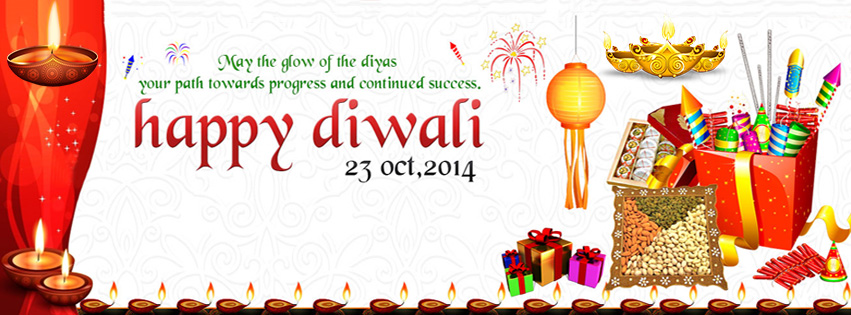 May the glow of the diyas
your path towards progress and continued success.
happy diwali
23 oct,2014